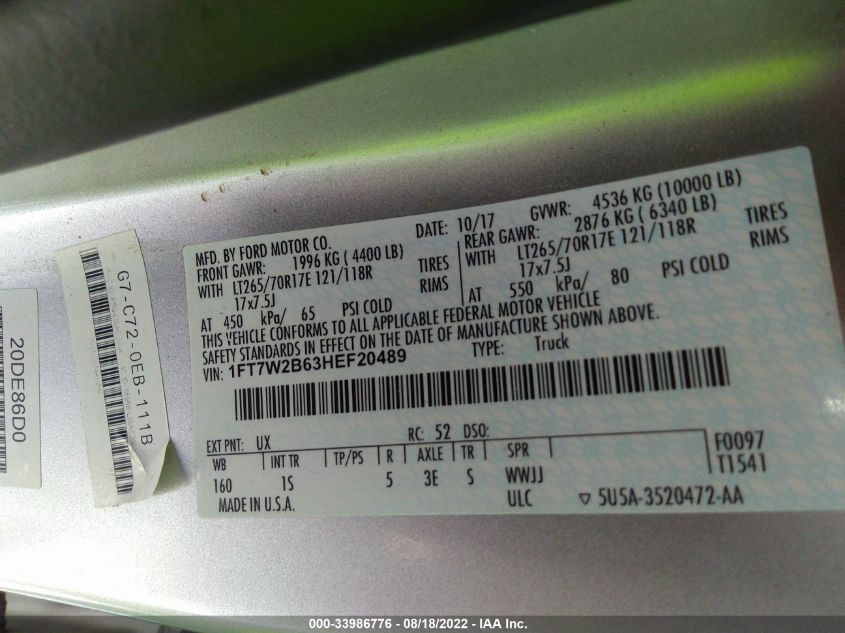 MFD. BY FORD MOTOR CO.
DATE: 10/17 GVWR: 4536 KG (10000 LB)
FRONT GAWR: 1996 KG ( 4400 LB)
REAR GAWR: 2876 KG ( 6340 LB)
WITH LT265/70R17E 121/118R TIRES
WITH LT265/70R17E 121/118R TIRES
17x7.5J RIMS
17x7.5J RIMS
AT 450 kPa/ 65 PSI COLD
AT 550 kPa/ 80 PSI COLD
THIS VEHICLE CONFORMS TO ALL APPLICABLE FEDERAL MOTOR VEHICLE
SAFETY STANDARDS IN EFFECT ON THE DATE OF MANUFACTURE SHOWN ABOVE.
VIN: 1FT7W2B63HEF20489 TYPE: Truck
EXT PNT: UX RC: 52 DSO:
WB INT TR TP/PS R AXLE TR SPR
160 1S 5 3E S WWJJ
MADE IN U.S.A. ULC
F0097
T1541
5U5A-3520472-AA
G7-C72-0EB-111B
20DE86D0
000-33986776 - 08/18/2022 - IAA Inc.